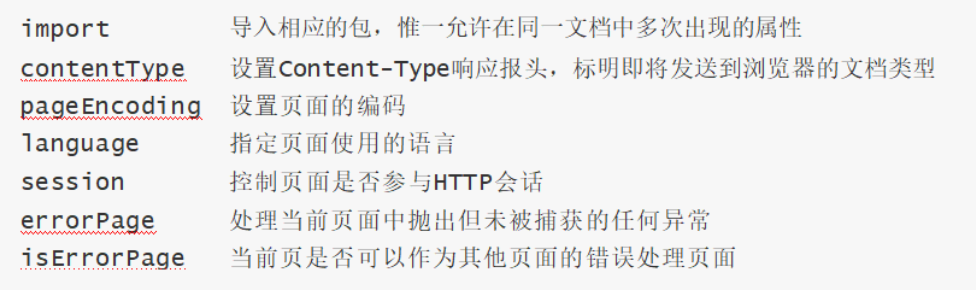 import 导入相应的包，惟一允许在同一文档中多次出现的属性
contentType 设置Content-Type响应报头，标明即将发送到浏览器的文档类型
pageEncoding 设置页面的编码
language 指定页面使用的语言
session 控制页面是否参与HTTP会话
errorPage 处理当前页面中抛出但未被捕获的任何异常
isErrorPage 当前页是否可以作为其他页面的错误处理页面